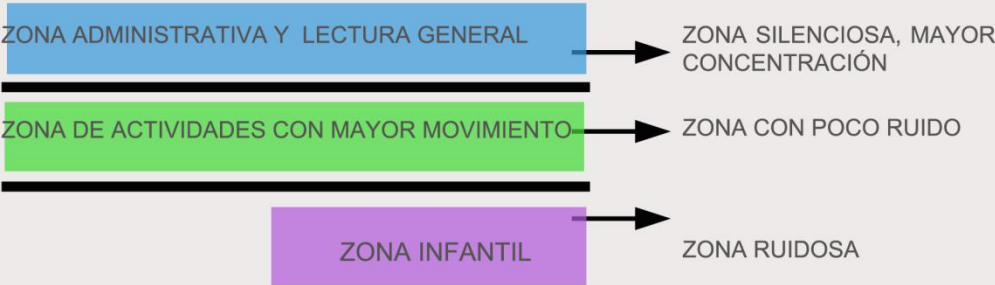 ZONA ADMINISTRATIVA Y LECTURA GENERAL
ZONA SILENCIOSA, MAYOR
CONCENTRACIÓN
ZONA DE ACTIVIDADES CON MAYOR MOVIMIENTO
ZONA CON POCO RUIDO
ZONA INFANTIL
ZONA RUIDOSA